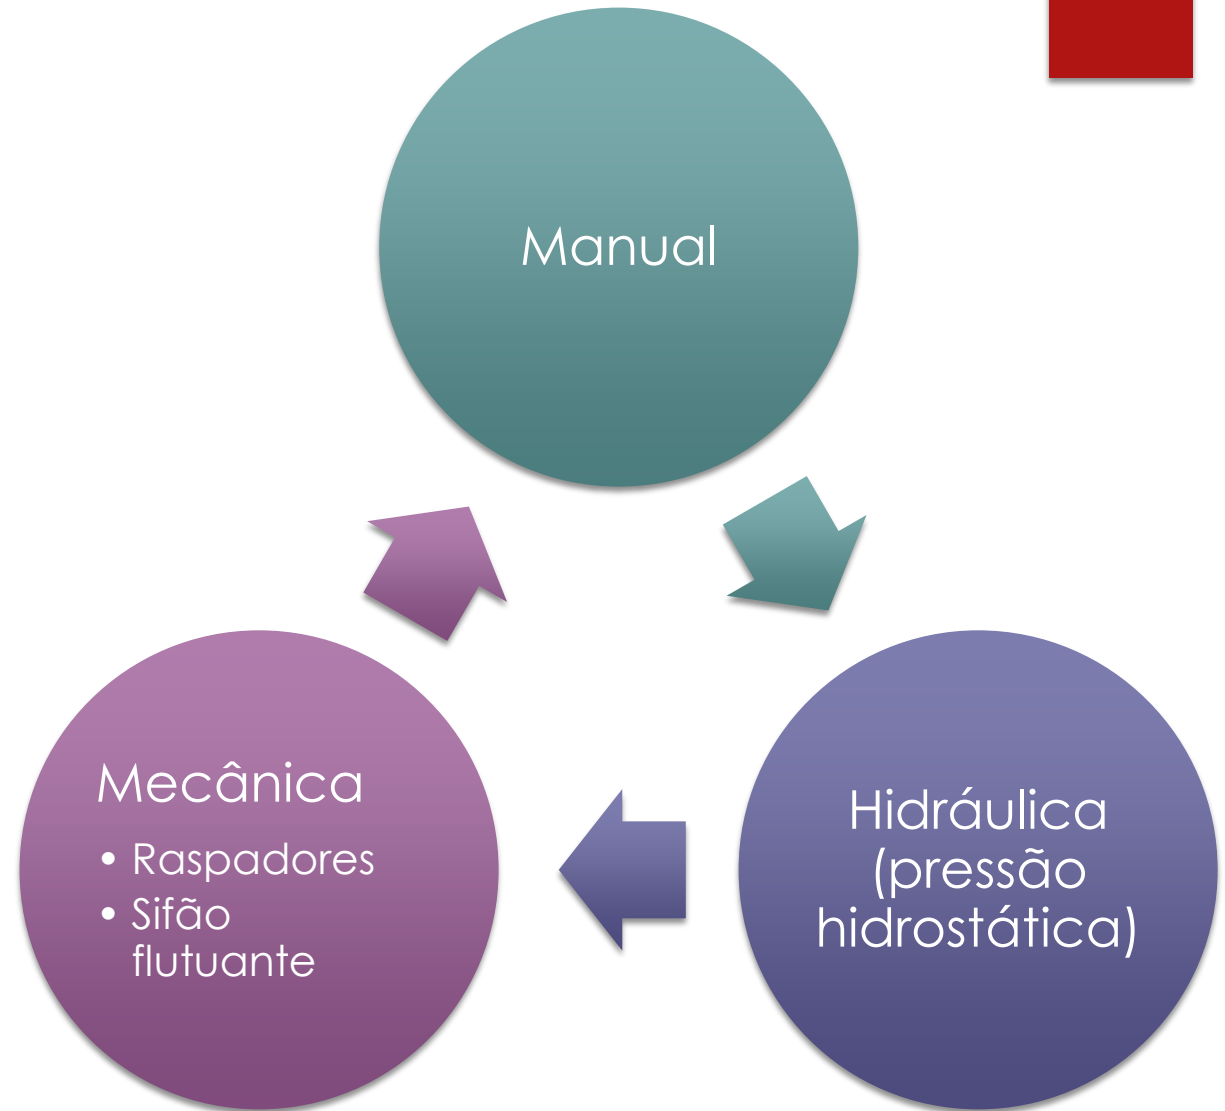 Manual
Mecânica
• Raspadores
• Sifão
flutuante
Hidráulica
(pressão
hidrostática)